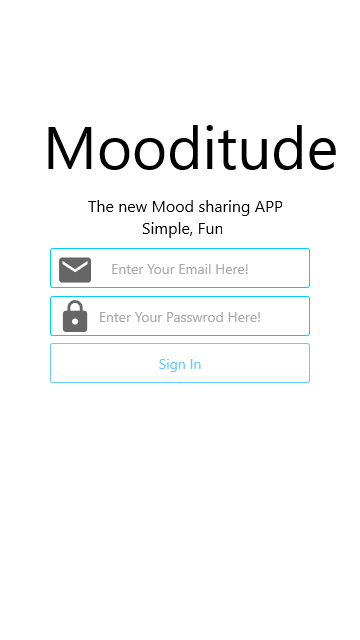 Mooditude
The new Mood sharing APP
Simple, Fun
Enter Your Email Here!
Enter Your Passwrod Here!
Sign In